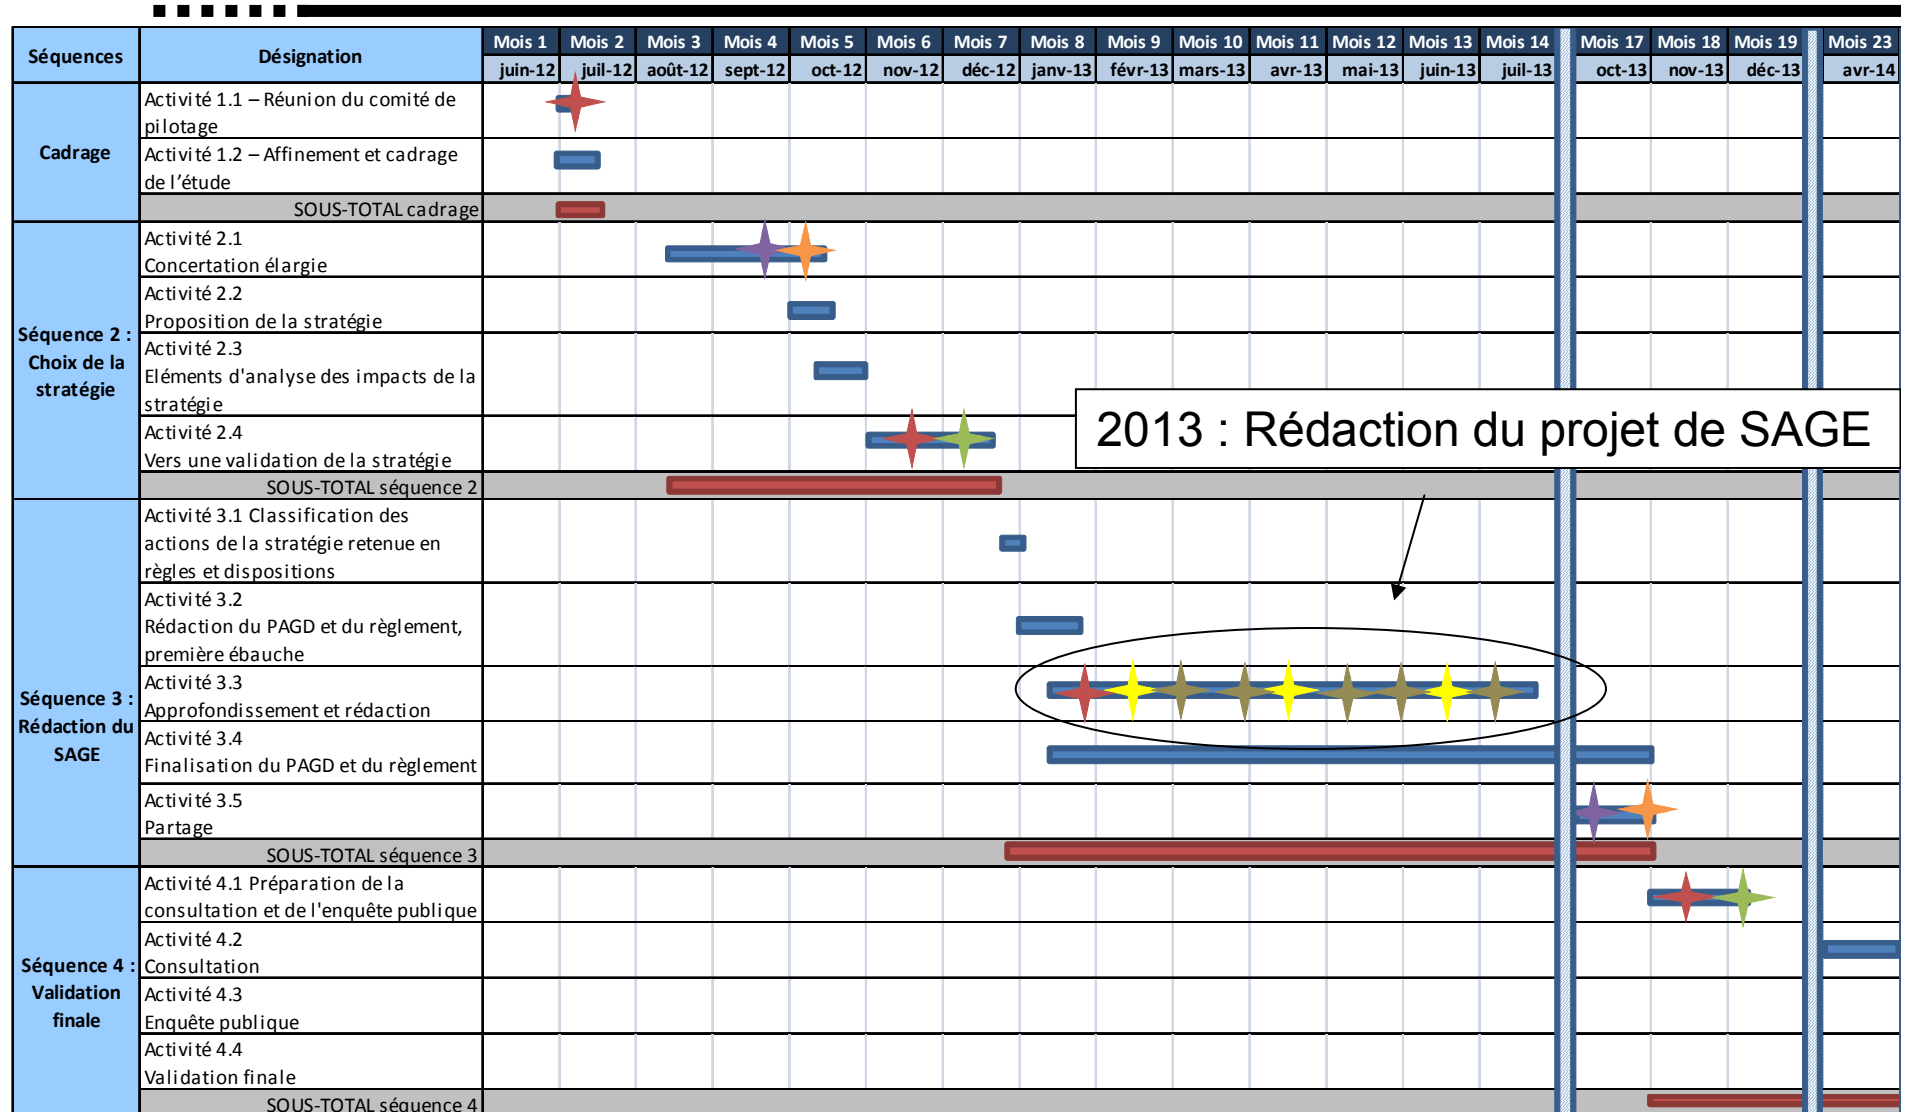 Séquences
Désignation
Mois 1 Mois 2 Mois 3 Mois 4 Mois 5 Mois 6 Mois 7 Mois 8 Mois 9 Mois 10 Mois 11 Mois 12 Mois 13 Mois 14 Mois 17 Mois 18 Mois 19 Mois 23
juin-12 juil-12 août-12 sept-12 oct-12 nov-12 déc-12 janv-13 févr-13 mars-13 avr-13 mai-13 juin-13 juil-13 oct-13 nov-13 déc-13 avr-14
Cadrage
Activité 1.1 – Réunion du comité de
pilotage
Activité 1.2 – Affinement et cadrage
de l'étude
SOUS-TOTAL cadrage
Séquence 2 :
Choix de la
stratégie
Activité 2.1
Concertation élargie
Activité 2.2
Proposition de la stratégie
Activité 2.3
Eléments d'analyse des impacts de la
stratégie
Activité 2.4
Vers une validation de la stratégie
SOUS-TOTAL séquence 2
2013 : Rédaction du projet de SAGE
Séquence 3 :
Rédaction du
SAGE
Activité 3.1 Classification des
actions de la stratégie retenue en
règles et dispositions
Activité 3.2
Rédaction du PAGD et du règlement,
première ébauche
Activité 3.3
Approfondissement et rédaction
Activité 3.4
Finalisation du PAGD et du règlement
Activité 3.5
Partage
SOUS-TOTAL séquence 3
Séquence 4 :
Validation
finale
Activité 4.1 Préparation de la
consultation et de l'enquête publique
Activité 4.2
Consultation
Activité 4.3
Enquête publique
Activité 4.4
Validation finale
SOUS-TOTAL séquence 4